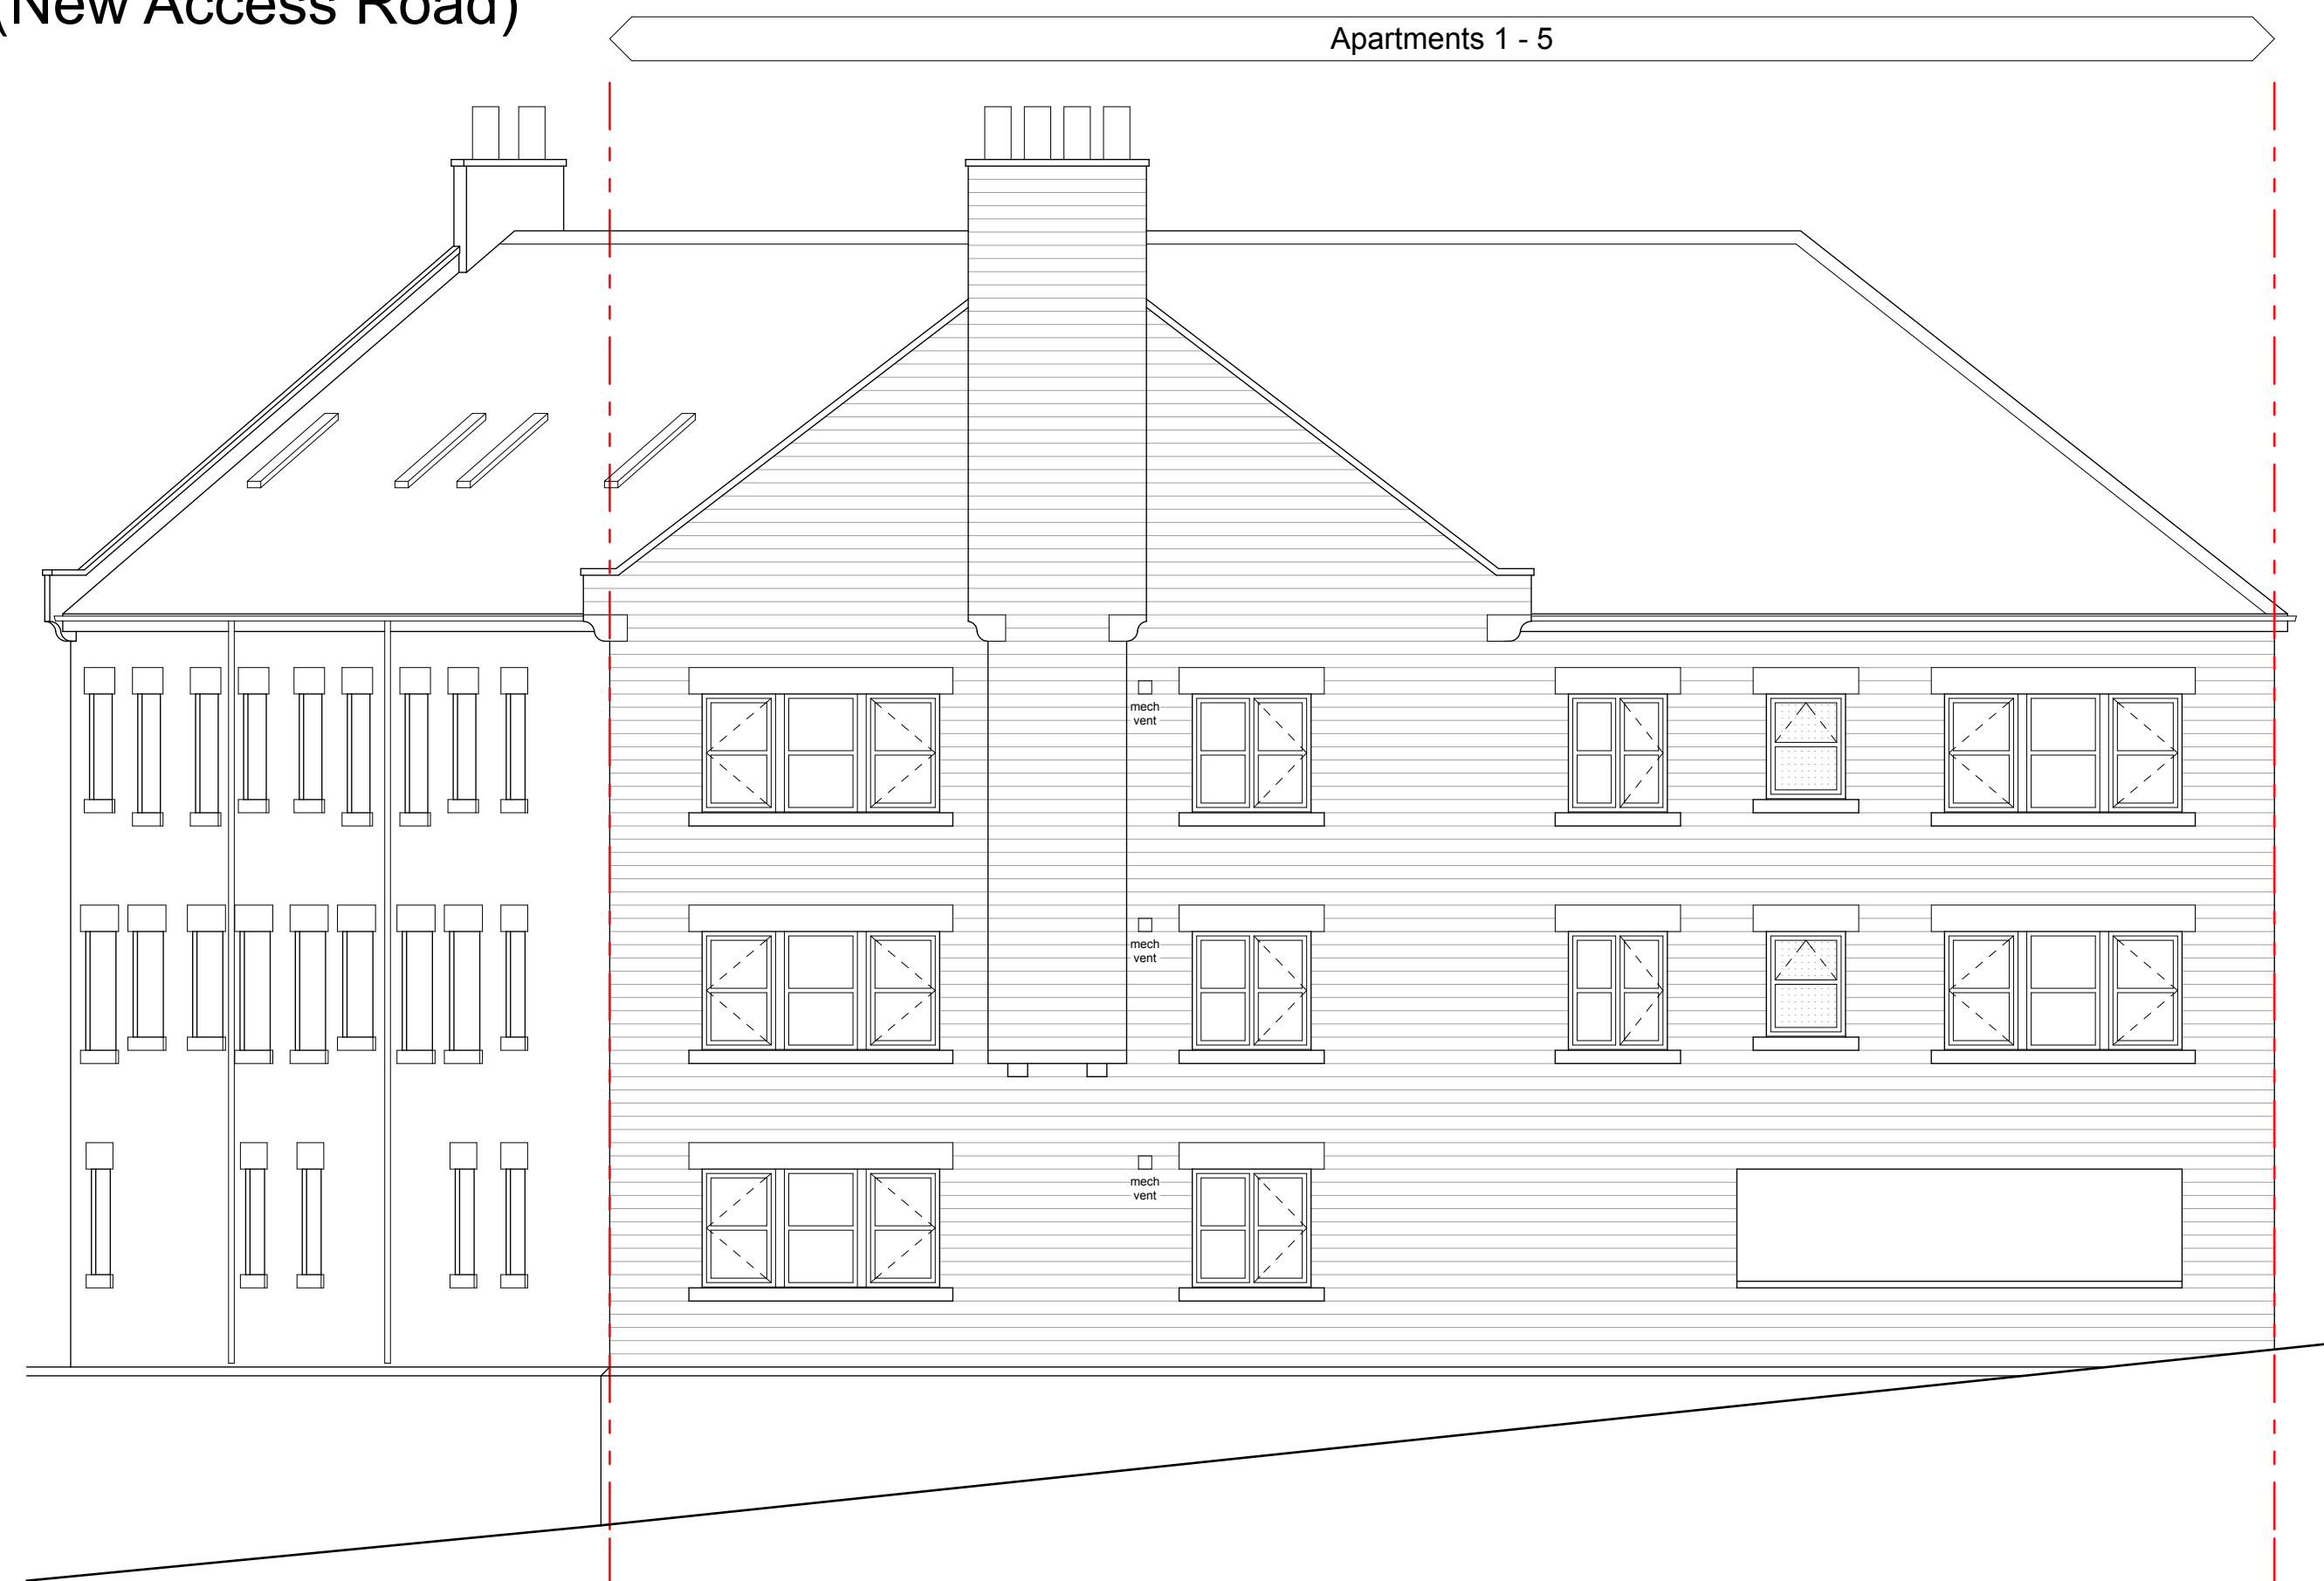 (New Access Road)
Apartments 1 - 5
mech
vent
mech
vent
mech
vent